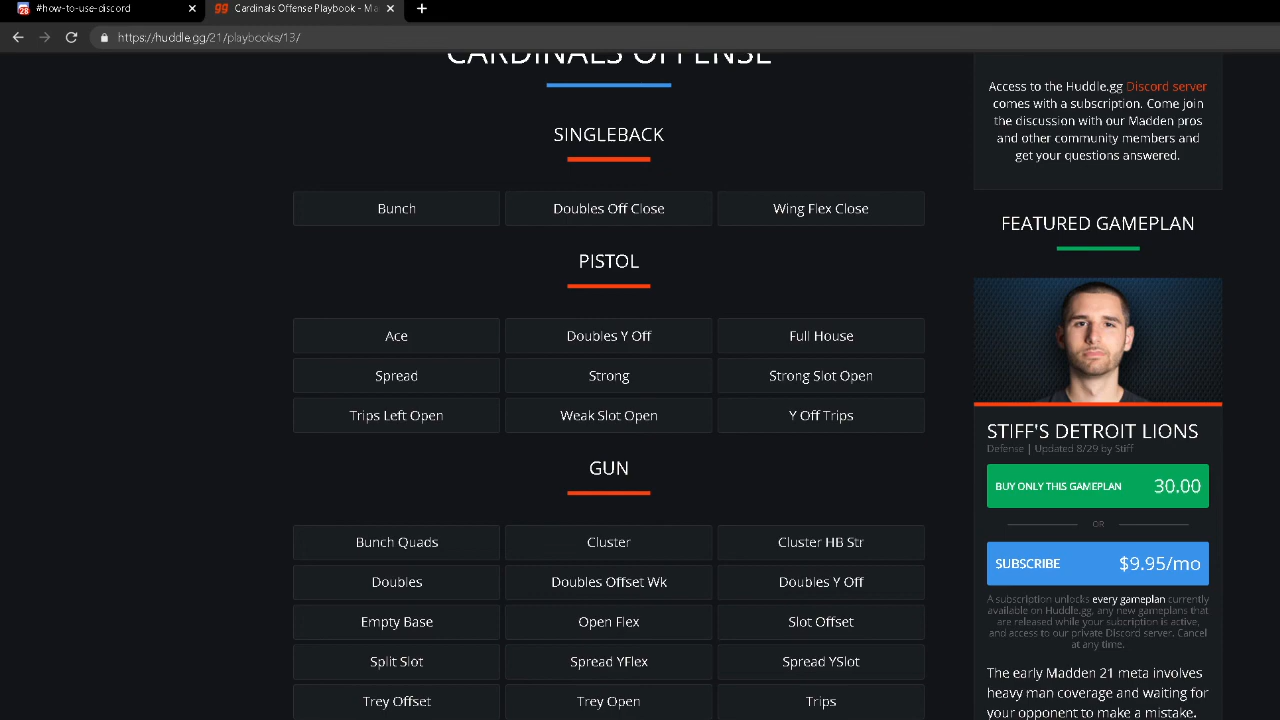 #how-to-use-discord
Cardinals Offense Playbook - Ma
https://huddle.gg/21/playbooks/13/
CARDINALS OFFENSE
SINGLEBACK
Bunch
Doubles Off Close
Wing Flex Close
PISTOL
Ace
Doubles Y Off
Full House
Spread
Strong
Strong Slot Open
Trips Left Open
Weak Slot Open
Y Off Trips
GUN
Bunch Quads
Cluster
Cluster HB Str
Doubles
Doubles Offset Wk
Doubles Y Off
Empty Base
Open Flex
Slot Offset
Split Slot
Spread YFlex
Spread YSlot
Trey Offset
Trey Open
Trips
Access to the Huddle.gg Discord server
comes with a subscription. Come join
the discussion with our Madden pros
and other community members and
get your questions answered.
FEATURED GAMEPLAN
STIFF'S DETROIT LIONS
Defense | Updated 8/29 by Stiff
BUY ONLY THIS GAMEPLAN 30.00
OR
SUBSCRIBE $9.95/mo
A subscription unlocks every gameplan currently
available on Huddle.gg, any new gameplans that
are released while your subcription is active,
and access to our private Discord server. Cancel
at any time.
The early Madden 21 meta involves
heavy man coverage and waiting for
your opponent to make a mistake.